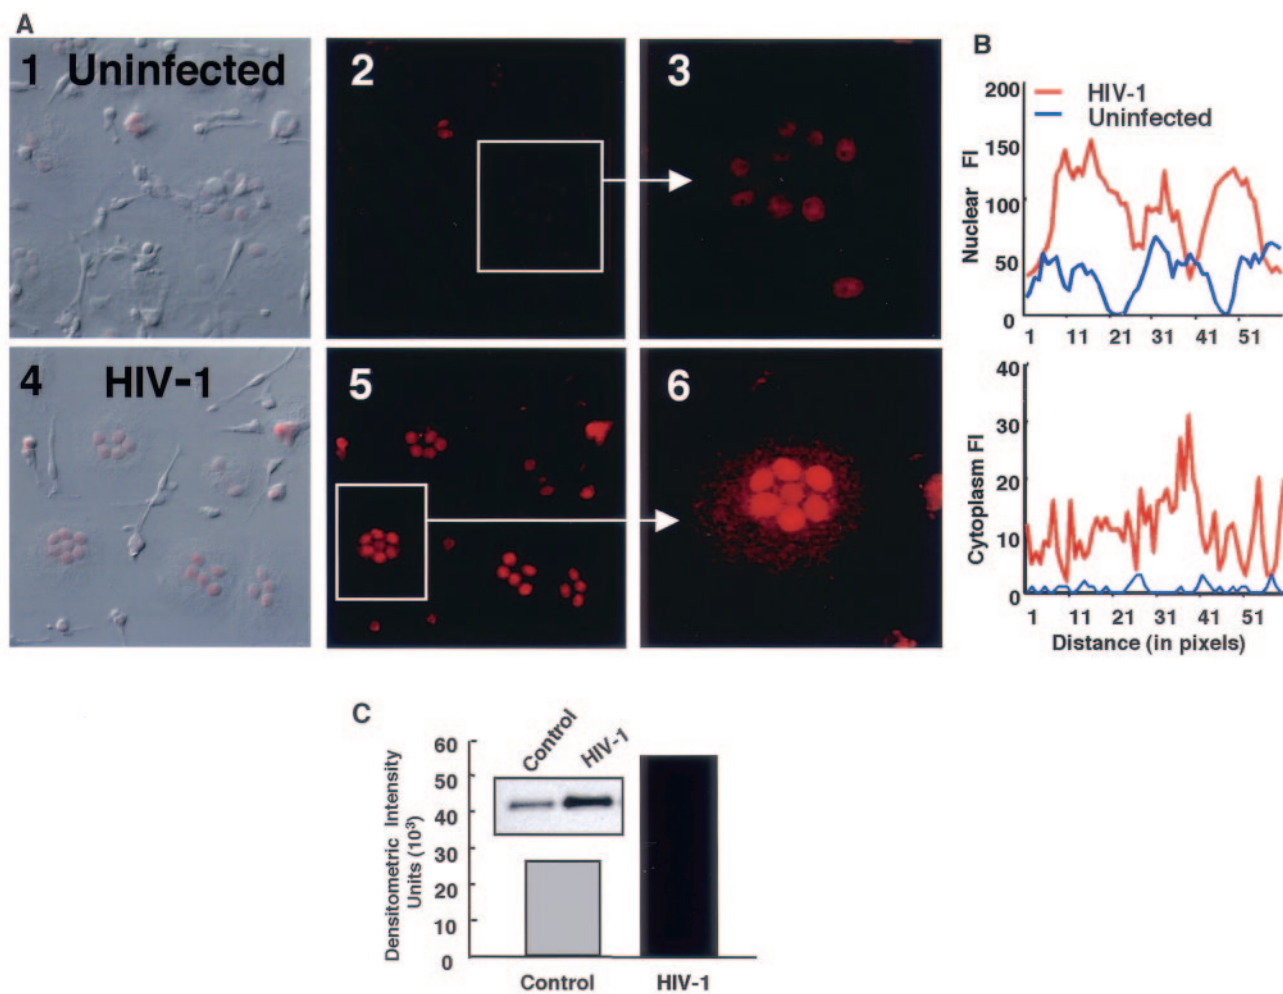 A
1 Uninfected
2
3
4 HIV-1
5
6
B
HIV-1
Uninfected
Nuclear FI
200
150
100
50
0
1 11 21 31 41 51
Cytoplasm FI
40
30
20
10
0
1 11 21 31 41 51
Distance (in pixels)
C
Densitometric Intensity
Units (10³)
60
50
40
30
20
10
0
Control
HIV-1
Control
HIV-1